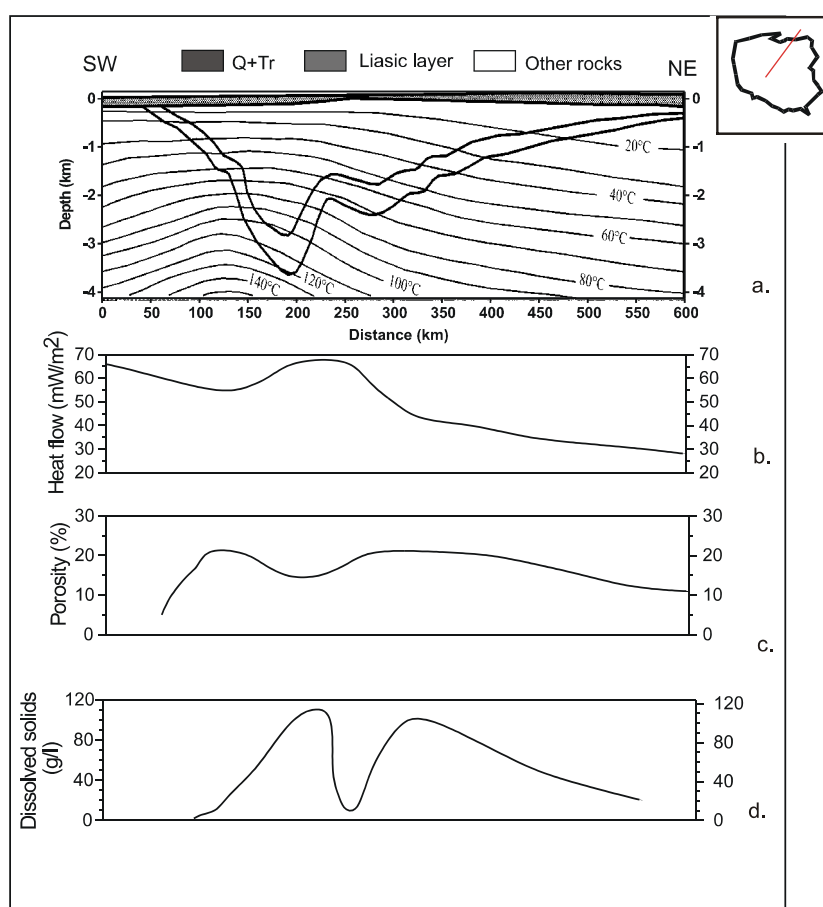 SW
Q+Tr
Liasic layer
Other rocks
NE
0
-1
-2
-3
-4
Depth (km)
0
-1
-2
-3
-4
20°C
40°C
60°C
80°C
100°C
120°C
140°C
0 50 100 150 200 250 300 350 400 450 500 550 600
Distance (km)
a.
Heat flow (mW/m²)
70
60
50
40
30
20
70
60
50
40
30
20
b.
Porosity (%)
30
20
10
0
30
20
10
0
c.
Dissolved solids
(g/l)
120
80
40
0
120
80
40
0
d.